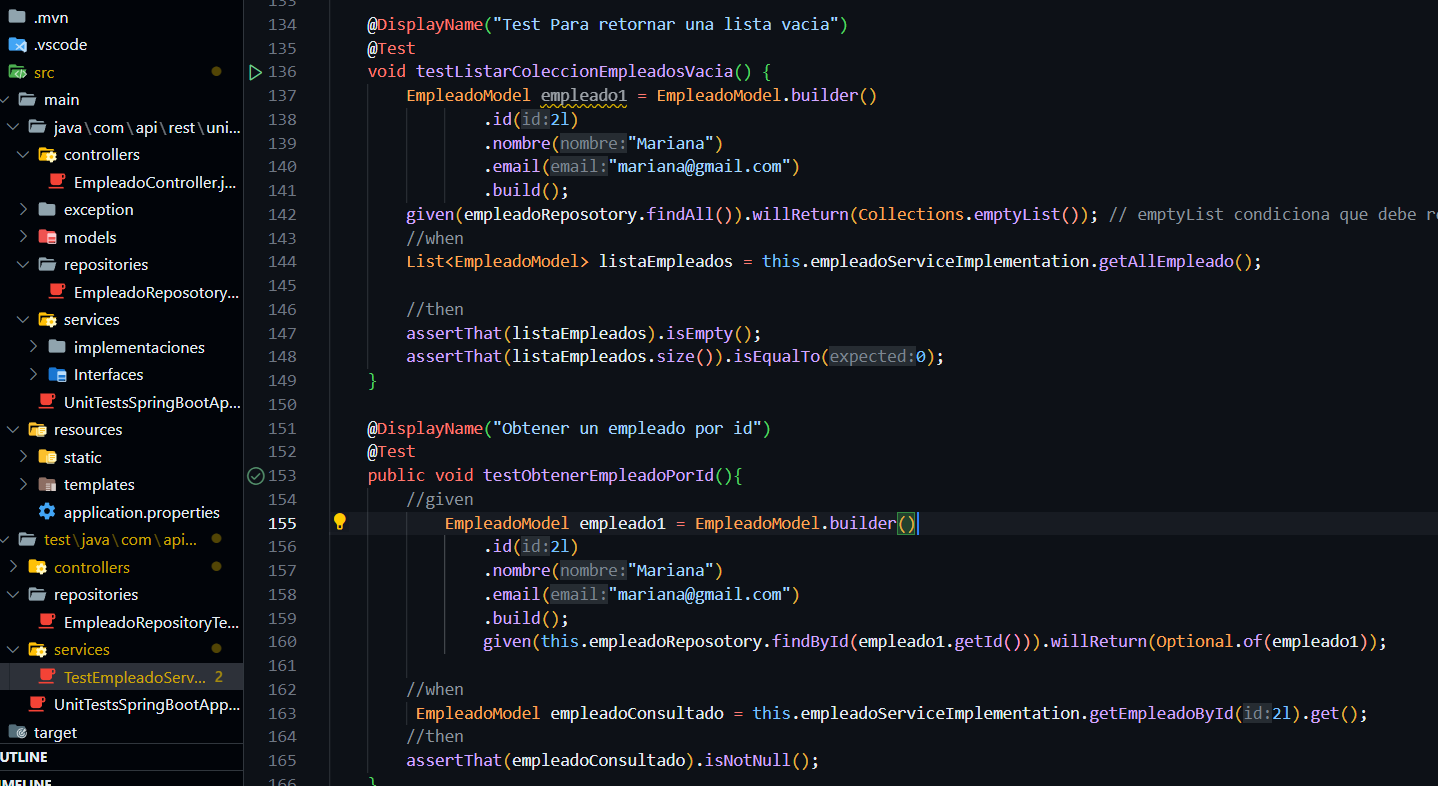 .mvn
.vscode
src
main
java\com\api\rest\uni...
controllers
EmpleadoController.j...
exception
models
repositories
EmpleadoReposotory...
services
implementaciones
Interfaces
UnitTestsSpringBootAp...
resources
static
templates
application.properties
test\java\com\api...
controllers
repositories
EmpleadoRepositoryTe...
services
TestEmpleadoServ... 2
UnitTestsSpringBootApp...
target
UTLINE
IMELINE
133
134 @DisplayName("Test Para retornar una lista vacia")
135 @Test
136 void testListarColeccionEmpleadosVacia() {
137 EmpleadoModel empleado1 = EmpleadoModel.builder()
138 .id(id:2l)
139 .nombre(nombre:"Mariana")
140 .email(email:"mariana@gmail.com")
141 .build();
142 given(empleadoReposotory.findAll()).willReturn(Collections.emptyList()); // emptyList condiciona que debe re
143 //when
144 List<EmpleadoModel> listaEmpleados = this.empleadoServiceImplementation.getAllEmpleado();
145
146 //then
147 assertThat(listaEmpleados).isEmpty();
148 assertThat(listaEmpleados.size()).isEqualTo(expected:0);
149 }
150
151 @DisplayName("Obtener un empleado por id")
152 @Test
153 public void testObtenerEmpleadoPorId(){
154 //given
155 EmpleadoModel empleado1 = EmpleadoModel.builder()
156 .id(id:2l)
157 .nombre(nombre:"Mariana")
158 .email(email:"mariana@gmail.com")
159 .build();
160 given(this.empleadoReposotory.findById(empleado1.getId())).willReturn(Optional.of(empleado1));
161
162 //when
163 EmpleadoModel empleadoConsultado = this.empleadoServiceImplementation.getEmpleadoById(id:2l).get();
164 //then
165 assertThat(empleadoConsultado).isNotNull();
166 }